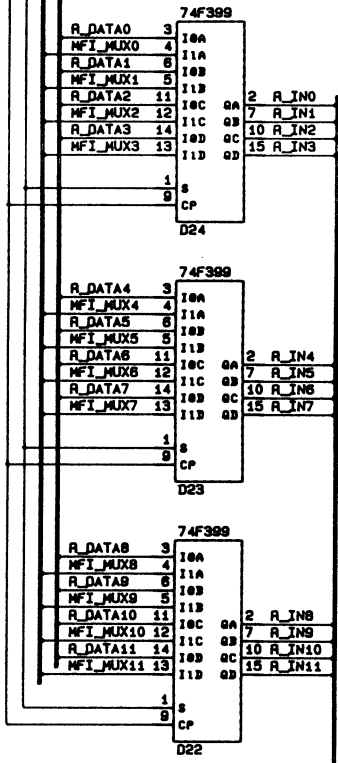 74F399
R_DATA0 3 I0A
MFI_MUX0 4 I1A
R_DATA1 6 I0B
MFI_MUX1 5 I1B
R_DATA2 11 I0C QA 2 R_IN0
MFI_MUX2 12 I1C QB 7 R_IN1
R_DATA3 14 I0D QC 10 R_IN2
MFI_MUX3 13 I1D QD 15 R_IN3
1 S
9 CP
D24
74F399
R_DATA4 3 I0A
MFI_MUX4 4 I1A
R_DATA5 6 I0B
MFI_MUX5 5 I1B
R_DATA6 11 I0C QA 2 R_IN4
MFI_MUX6 12 I1C QB 7 R_IN5
R_DATA7 14 I0D QC 10 R_IN6
MFI_MUX7 13 I1D QD 15 R_IN7
1 S
9 CP
D23
74F399
R_DATA8 3 I0A
MFI_MUX8 4 I1A
R_DATA9 6 I0B
MFI_MUX9 5 I1B
R_DATA10 11 I0C QA 2 R_IN8
MFI_MUX10 12 I1C QB 7 R_IN9
R_DATA11 14 I0D QC 10 R_IN10
MFI_MUX11 13 I1D QD 15 R_IN11
1 S
9 CP
D22